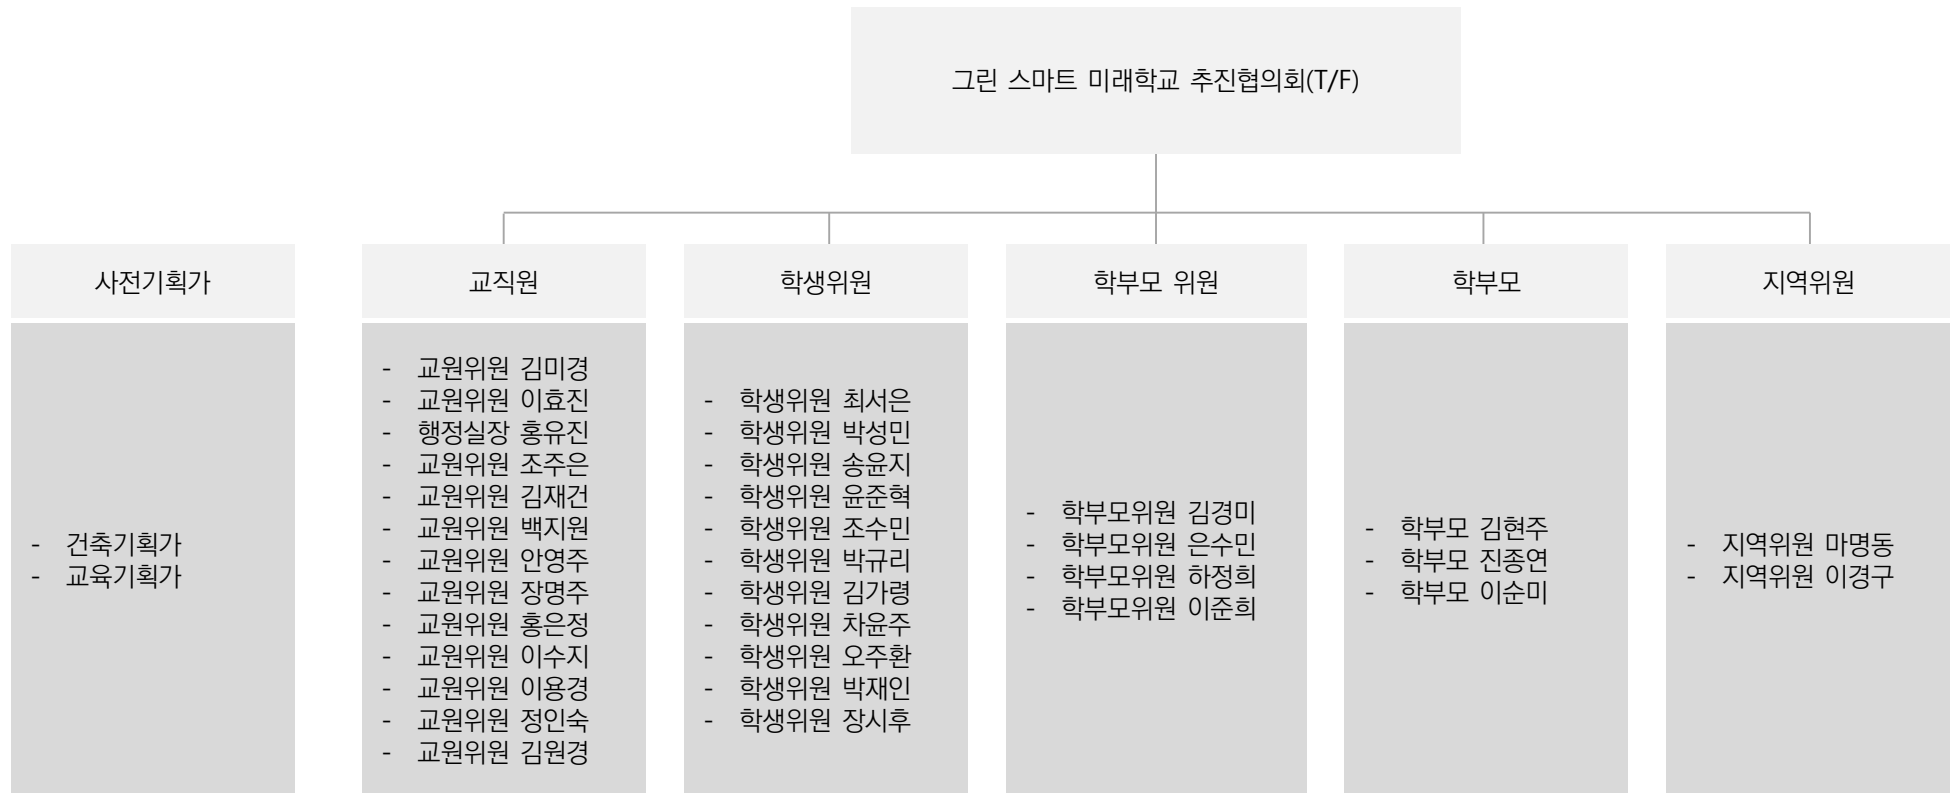 그린 스마트 미래학교 추진협의회(T/F)
사전기획가
- 건축기획가
- 교육기획가
교직원
- 교원위원 김미경
- 교원위원 이효진
- 행정실장 홍유진
- 교원위원 조주은
- 교원위원 김재건
- 교원위원 백지원
- 교원위원 안영주
- 교원위원 장명주
- 교원위원 홍은정
- 교원위원 이수지
- 교원위원 이용경
- 교원위원 정인숙
- 교원위원 김원경
학생위원
- 학생위원 최서은
- 학생위원 박성민
- 학생위원 송윤지
- 학생위원 윤준혁
- 학생위원 조수민
- 학생위원 박규리
- 학생위원 김가령
- 학생위원 차윤주
- 학생위원 오주환
- 학생위원 박재인
- 학생위원 장시후
학부모 위원
- 학부모위원 김경미
- 학부모위원 은수민
- 학부모위원 하정희
- 학부모위원 이준희
학부모
- 학부모 김현주
- 학부모 진종연
- 학부모 이순미
지역위원
- 지역위원 마명동
- 지역위원 이경구